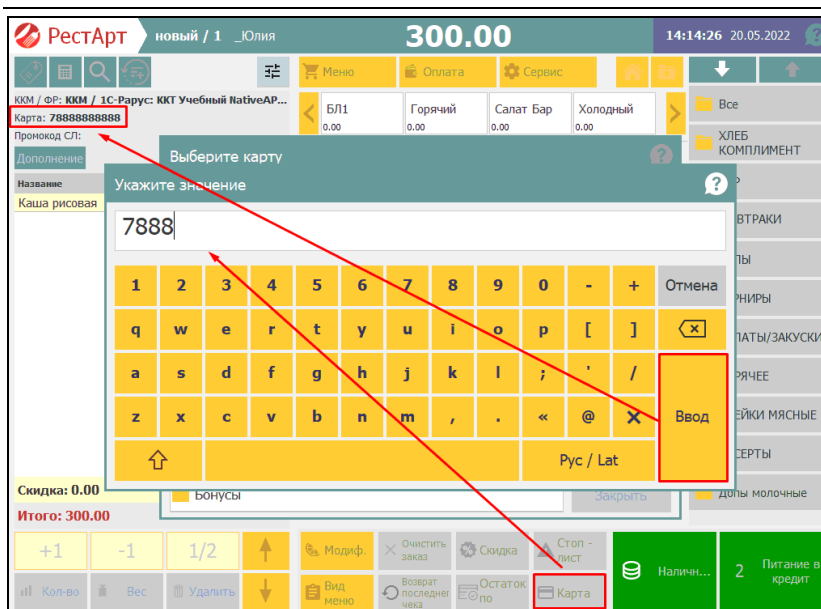 РестАрт
новый / 1 _Юлия
300.00
14:14:26 20.05.2022
?
Меню
Оплата
Сервис
ККМ / ФР: ККМ / 1С-Рарус: ККТ Учебный NativeAP...
Карта: 78888888888
Промокод СЛ:
Дополнение
БЛ1
0.00
Горячий
0.00
Салат Бар
0.00
Холодный
0.00
Все
ХЛЕБ
КОМПЛИМЕНТ
Выберите карту
?
Название
Каша рисовая
Укажите значение
?
7888
1 2 3 4 5 6 7 8 9 0 - + Отмена
q w e r t y u i o p [ ]
a s d f g h j k l ; ' /
z x c v b n m , . « @ ✕ Ввод
Рус / Lat
ВТРАКИ
ПЫ
РНИРЫ
ЛАТЫ/ЗАКУСКИ
РЯЧЕЕ
ЕЙКИ МЯСНЫЕ
СЕРТЫ
Допы молочные
Бонусы
Закрыть
Скидка: 0.00
Итого: 300.00
+1 -1 1/2
Модиф.
Очистить
заказ
Скидка
Стоп -
лист
Кол-во
Вес
Удалить
Вид
меню
Возврат
последнег
чека
Остаток
по
Карта
Наличн...
2
Питание в
кредит